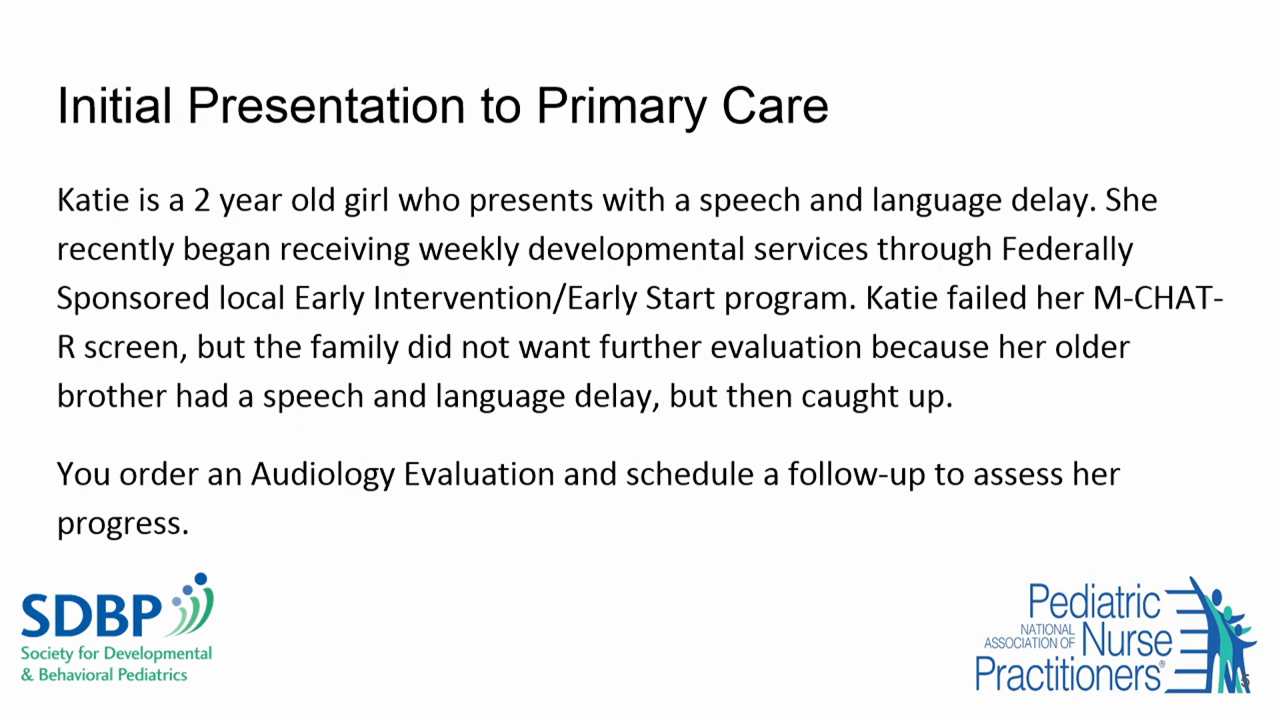 Initial Presentation to Primary Care
Katie is a 2 year old girl who presents with a speech and language delay. She
recently began receiving weekly developmental services through Federally
Sponsored local Early Intervention/Early Start program. Katie failed her M-CHAT-
R screen, but the family did not want further evaluation because her older
brother had a speech and language delay, but then caught up.
You order an Audiology Evaluation and schedule a follow-up to assess her
progress.
SDBP
Society for Developmental
& Behavioral Pediatrics
Pediatric
NATIONAL
ASSOCIATION OF
Nurse
Practitioners®
5